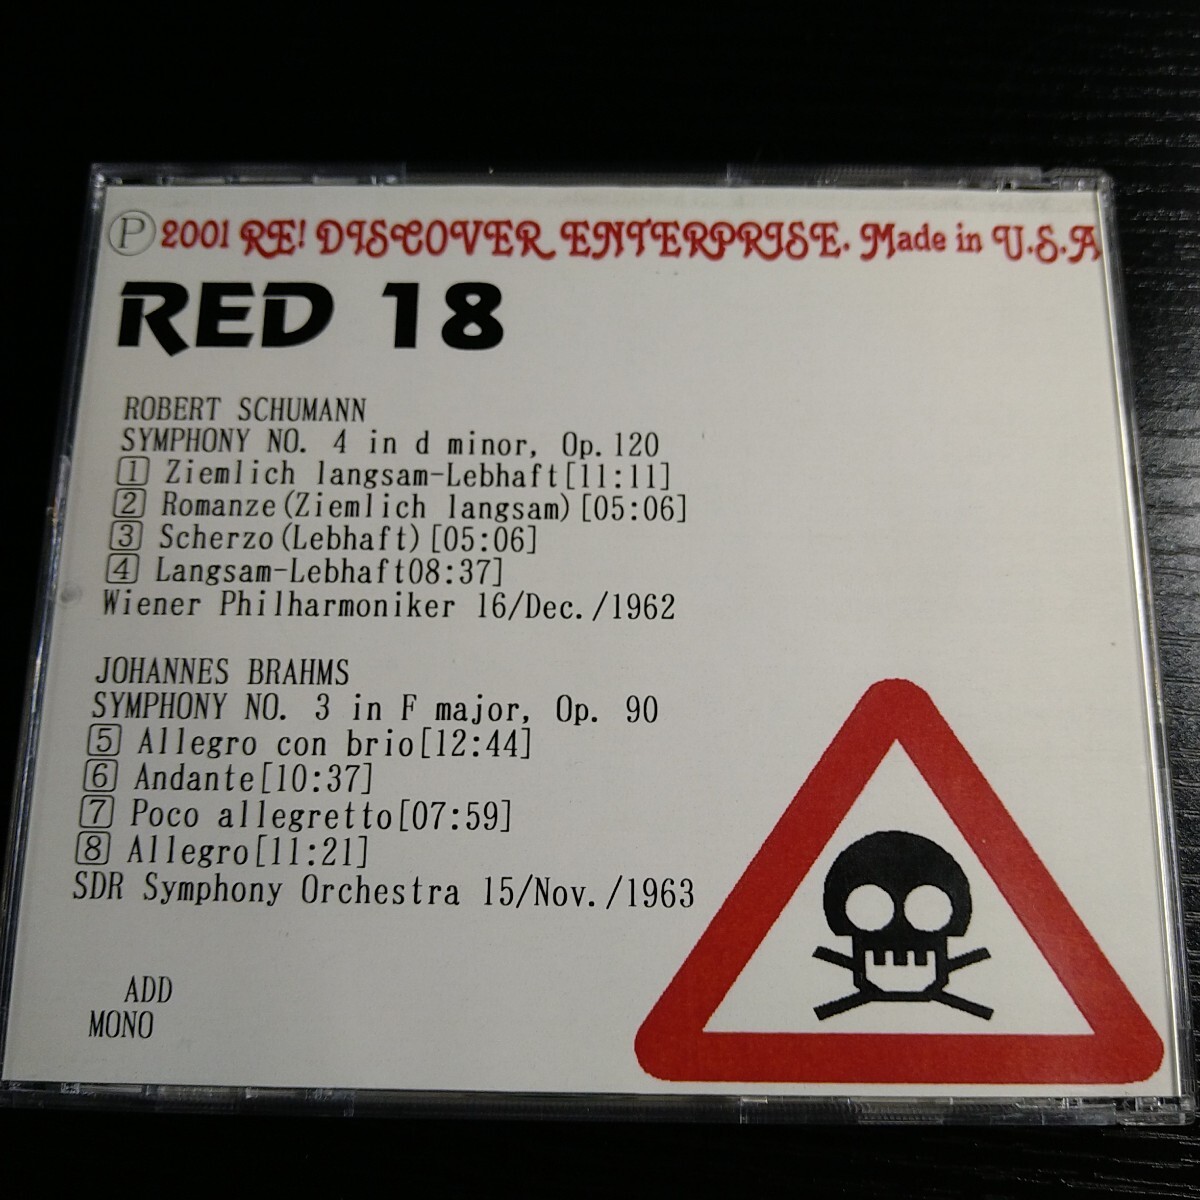 Ⓟ 2001 RE! DISCOVER ENTERPRISE. Made in U.S.A
RED 18
ROBERT SCHUMANN
SYMPHONY NO. 4 in d minor, Op.120
1 Ziemlich langsam-Lebhaft[11:11]
2 Romanze(Ziemlich langsam)[05:06]
3 Scherzo(Lebhaft)[05:06]
4 Langsam-Lebhaft08:37]
Wiener Philharmoniker 16/Dec./1962
JOHANNES BRAHMS
SYMPHONY NO. 3 in F major, Op. 90
5 Allegro con brio[12:44]
6 Andante[10:37]
7 Poco allegretto[07:59]
8 Allegro[11:21]
SDR Symphony Orchestra 15/Nov./1963
ADD
MONO